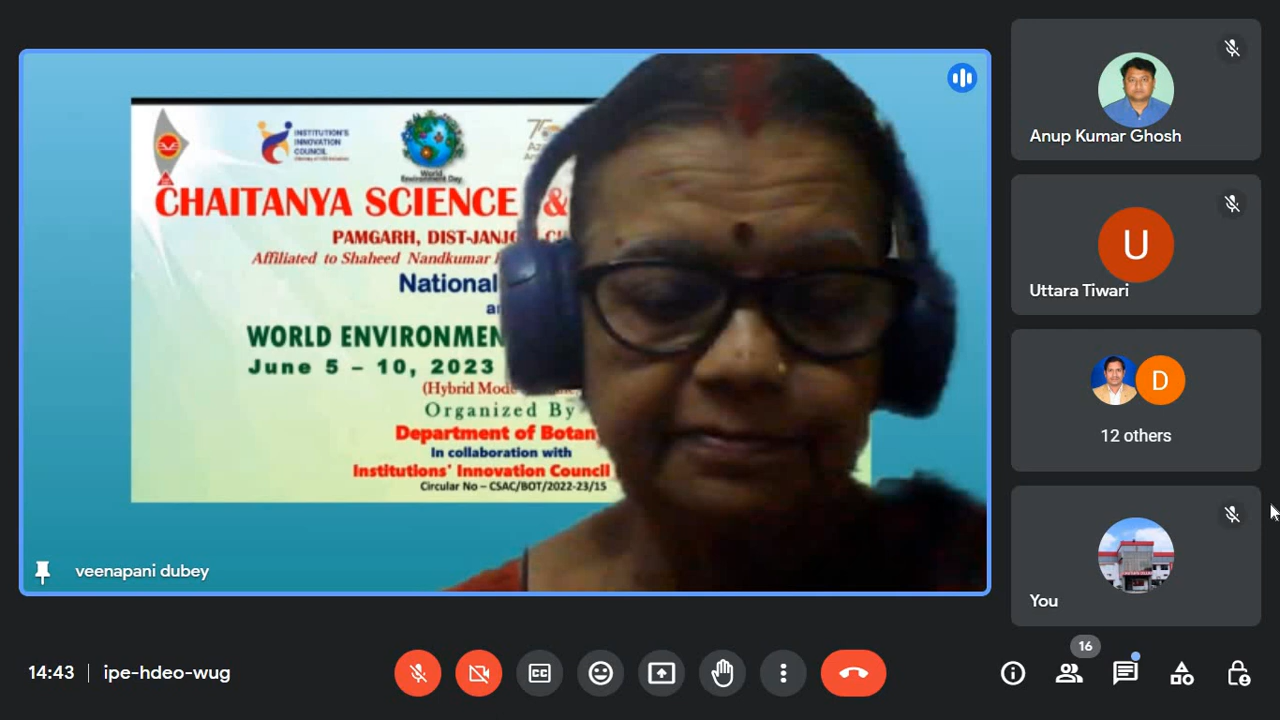 INSTITUTION'S
INNOVATION
COUNCIL
World
Environment Day
CHAITANYA SCIENCE &
PAMGARH,
Affiliated to Shaheed Nandkumar
National
WORLD ENVIRONMEN
June 5 – 10, 2023
(Hybrid Mode
Organized By
Department of Botan
In collaboration with
Institutions' Innovation Council
Circular No – CSAC/BOT/2022-23/15
veenapani dubey
Anup Kumar Ghosh
U
Uttara Tiwari
D
12 others
You
14:43 | ipe-hdeo-wug
CC
16